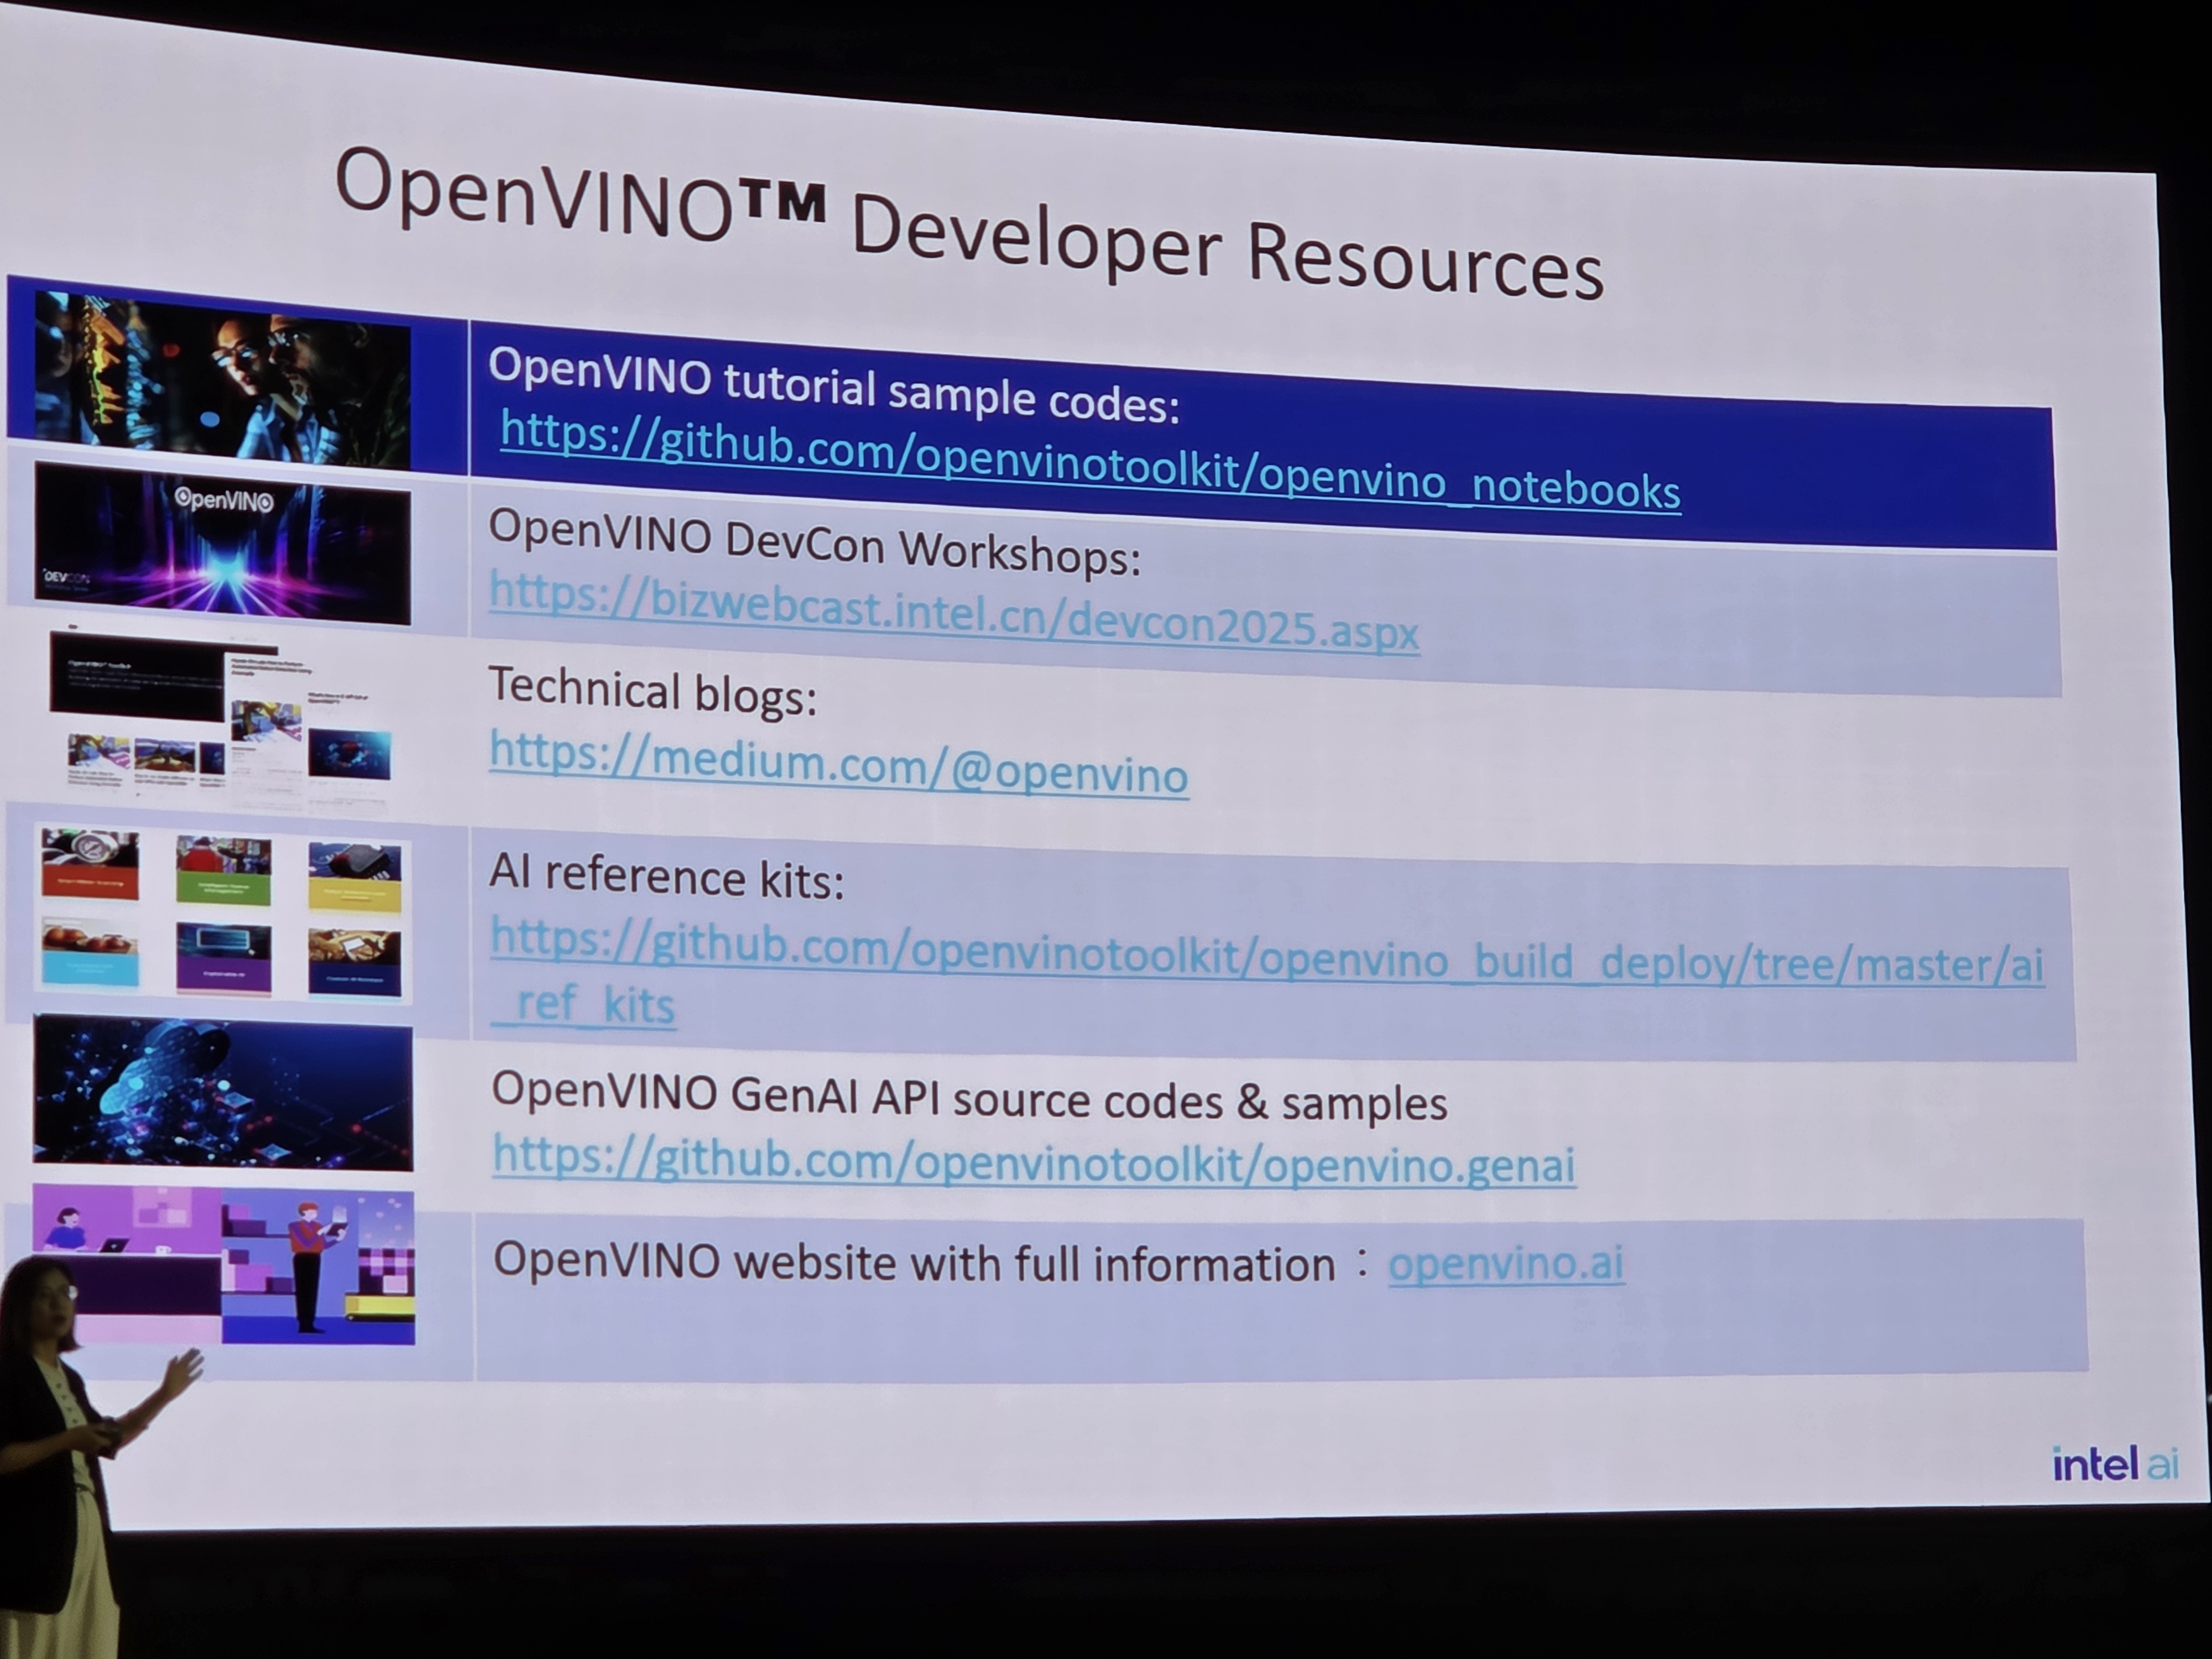 OpenVINO™ Developer Resources
OpenVINO tutorial sample codes:
https://github.com/openvinotoolkit/openvino_notebooks
OpenVINO
DEVCON
OpenVINO DevCon Workshops:
https://bizwebcast.intel.cn/devcon2025.aspx
Technical blogs:
https://medium.com/@openvino
AI reference kits:
https://github.com/openvinotoolkit/openvino_build_deploy/tree/master/ai
_ref_kits
OpenVINO GenAI API source codes & samples
https://github.com/openvinotoolkit/openvino.genai
OpenVINO website with full information：openvino.ai
intel ai